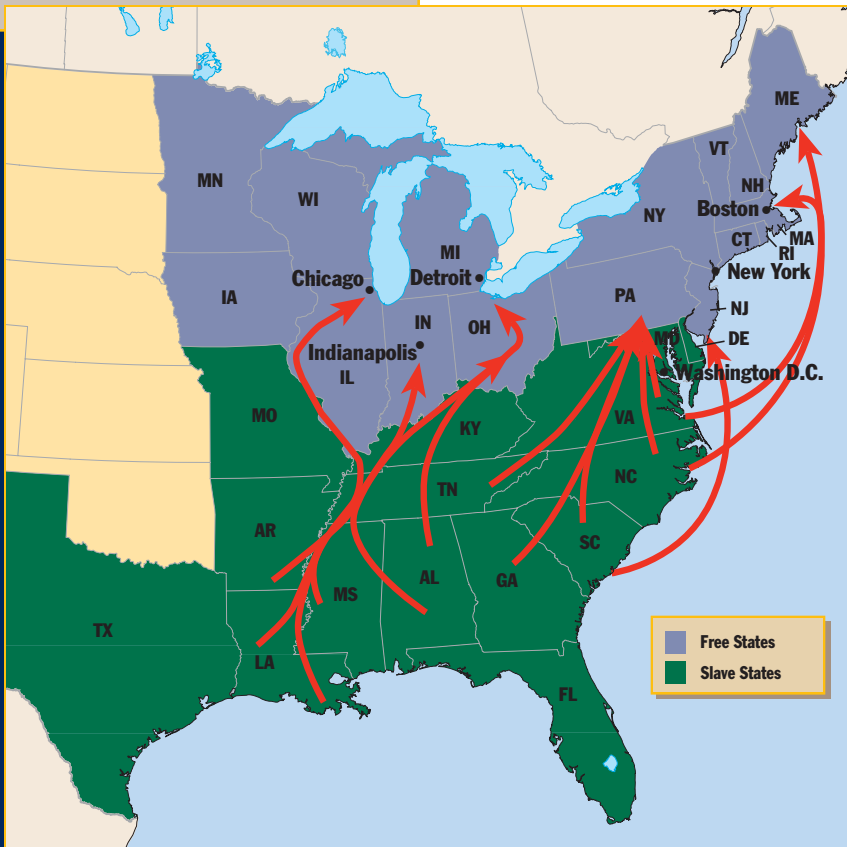 ME
VT
NH
MN
WI
Boston
NY
MA
CT
RI
MI
Chicago
Detroit
New York
IA
PA
NJ
IN
OH
MD
DE
Indianapolis
Washington D.C.
IL
MO
VA
KY
NC
TN
AR
SC
AL
GA
MS
TX
LA
FL
Free States
Slave States